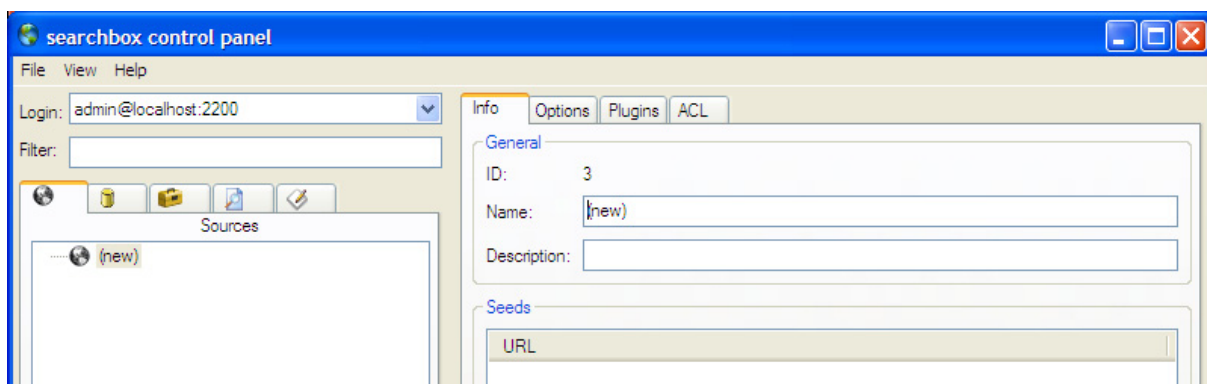 searchbox control panel
File View Help
Login: admin@localhost:2200
Filter:
Sources
(new)
Info Options Plugins ACL
General
ID: 3
Name: (new)
Description:
Seeds
URL